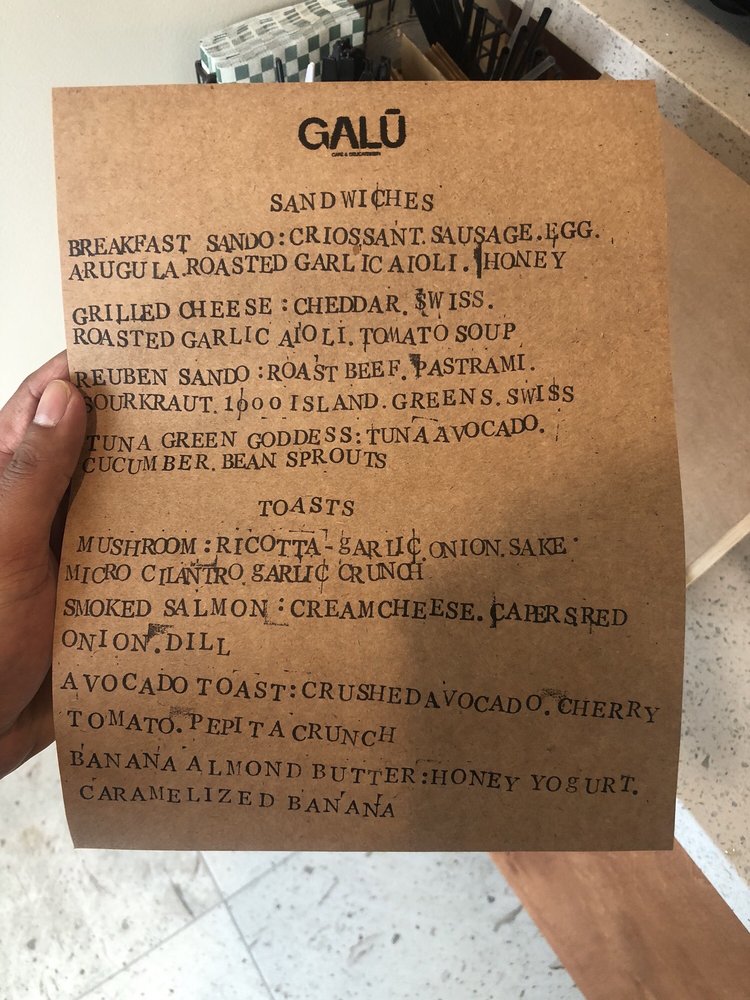 GALŪ
CAFE & DELICATESSEN
SANDWICHES
BREAKFAST SANDO:CRIOSSANT.SAUSAGE.EGG.
ARUGULA.ROASTED GARLIC AIOLI. HONEY
GRILLED CHEESE:CHEDDAR. SWISS.
ROASTED GARLIC AIOLI.TOMATO SOUP
REUBEN SANDO:ROAST BEEF.PASTRAMI.
SOURKRAUT.1000 ISLAND.GREENS.SWISS
TUNA GREEN GODDESS:TUNA AVOCADO.
CUCUMBER.BEAN SPROUTS
TOASTS
MUSHROOM:RICOTTA-gARLIC.ONION.SAKE
MICRO CILANTRO.gARLIC CRUNCH
SMOKED SALMON:CREAMCHEESE.CAPERS.RED
ONION.DILL
AVOCADO TOAST:CRUSHED AVOCADO.CHERRY
TOMATO.PEPITA CRUNCH
BANANA ALMOND BUTTER:HONEY YOgURT.
CARAMELIZED BANANA